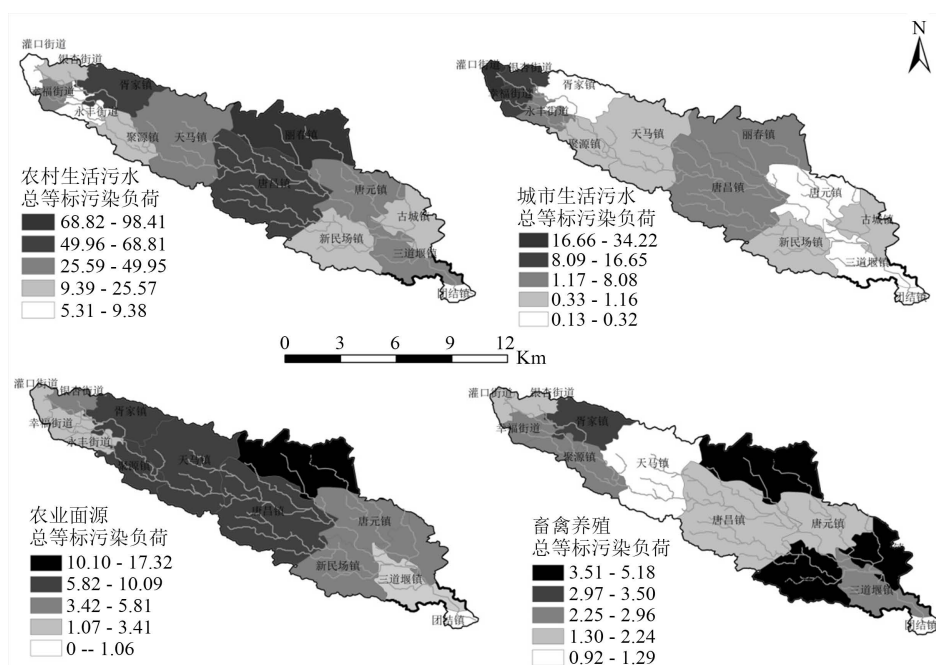 N
灌口街道
银杏街道
胥家镇
幸福街道
永丰街道
聚源镇
天马镇
丽春镇
唐昌镇
唐元镇
古城镇
新民场镇
三道堰镇
团结镇
农村生活污水
总等标污染负荷
68.82 - 98.41
49.96 - 68.81
25.59 - 49.95
9.39 - 25.57
5.31 - 9.38
灌口街道
银杏街道
胥家镇
幸福街道
永丰街道
聚源镇
天马镇
丽春镇
唐昌镇
唐元镇
古城镇
新民场镇
三道堰镇
团结镇
城市生活污水
总等标污染负荷
16.66 - 34.22
8.09 - 16.65
1.17 - 8.08
0.33 - 1.16
0.13 - 0.32
0 3 6 9 12
Km
灌口街道
银杏街道
胥家镇
幸福街道
永丰街道
聚源镇
天马镇
唐昌镇
唐元镇
新民场镇
三道堰镇
团结镇
农业面源
总等标污染负荷
10.10 - 17.32
5.82 - 10.09
3.42 - 5.81
1.07 - 3.41
0 -- 1.06
灌口街道
银杏街道
胥家镇
幸福街道
聚源镇
天马镇
唐昌镇
唐元镇
三道堰镇
团结镇
畜禽养殖
总等标污染负荷
3.51 - 5.18
2.97 - 3.50
2.25 - 2.96
1.30 - 2.24
0.92 - 1.29